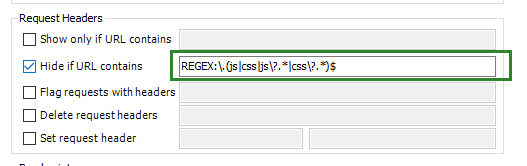 Request Headers
Show only if URL contains
Hide if URL contains
REGEX:\.(js|css|js\?.*|css\?.*)$
Flag requests with headers
Delete request headers
Set request header